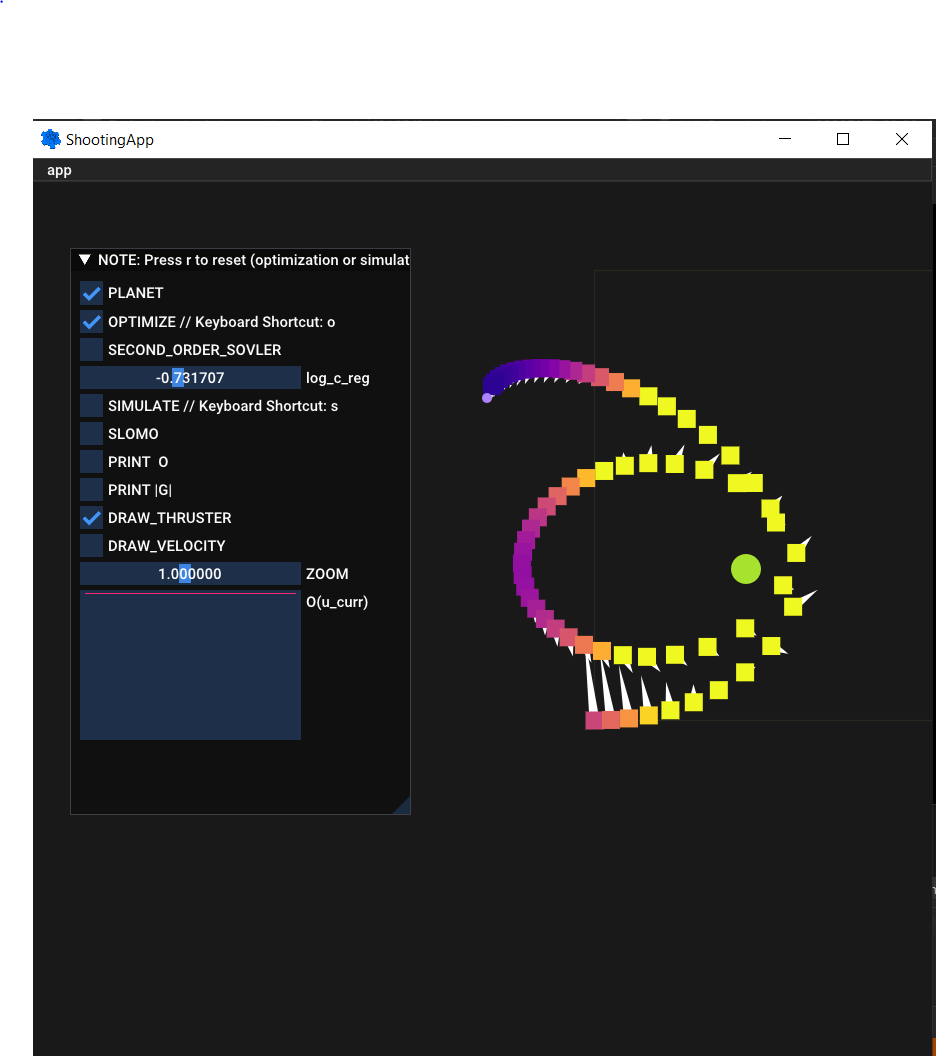 ShootingApp
app
NOTE: Press r to reset (optimization or simulat
PLANET
OPTIMIZE // Keyboard Shortcut: o
SECOND_ORDER_SOVLER
-0.731707 log_c_reg
SIMULATE // Keyboard Shortcut: s
SLOMO
PRINT O
PRINT |G|
DRAW_THRUSTER
DRAW_VELOCITY
1.000000 ZOOM
O(u_curr)